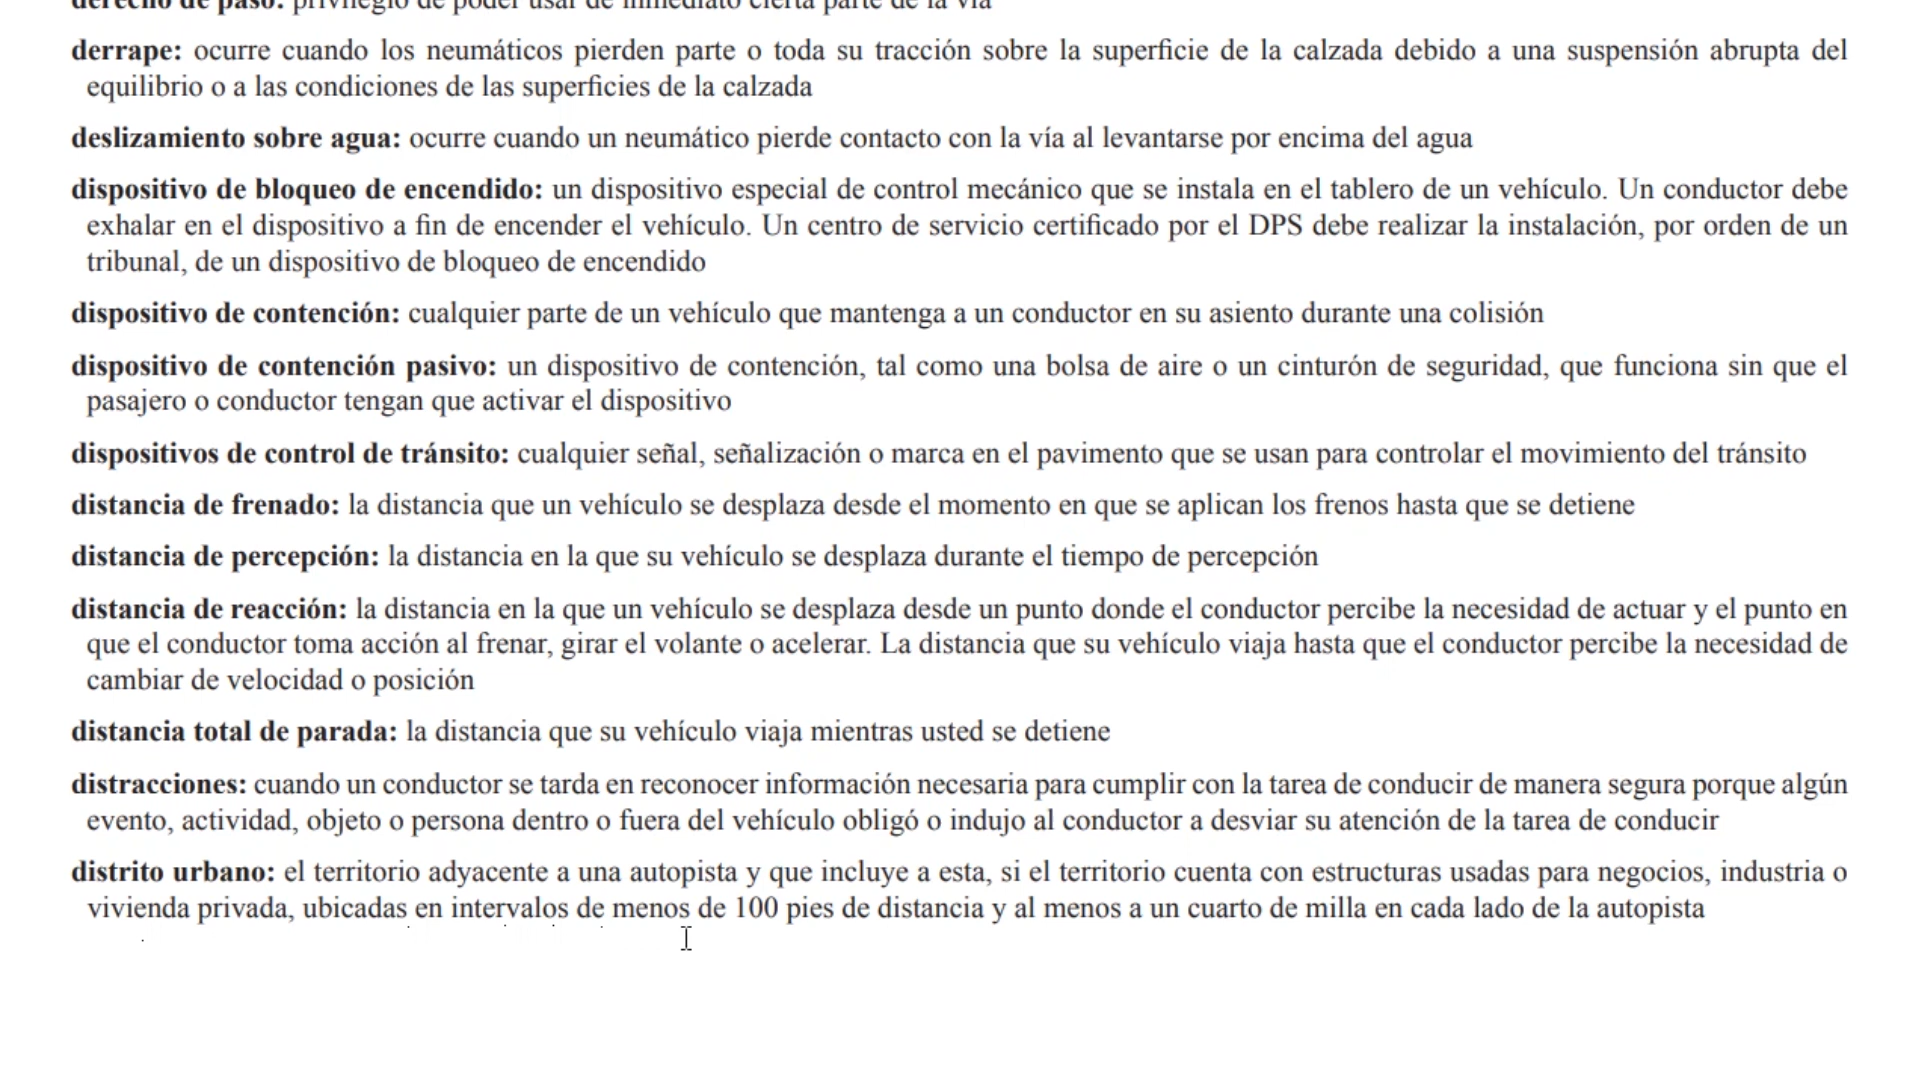 derecho de paso: privilegio de poder usar de inmediato cierta parte de la vía
derrape: ocurre cuando los neumáticos pierden parte o toda su tracción sobre la superficie de la calzada debido a una suspensión abrupta del
equilibrio o a las condiciones de las superficies de la calzada
deslizamiento sobre agua: ocurre cuando un neumático pierde contacto con la vía al levantarse por encima del agua
dispositivo de bloqueo de encendido: un dispositivo especial de control mecánico que se instala en el tablero de un vehículo. Un conductor debe
exhalar en el dispositivo a fin de encender el vehículo. Un centro de servicio certificado por el DPS debe realizar la instalación, por orden de un
tribunal, de un dispositivo de bloqueo de encendido
dispositivo de contención: cualquier parte de un vehículo que mantenga a un conductor en su asiento durante una colisión
dispositivo de contención pasivo: un dispositivo de contención, tal como una bolsa de aire o un cinturón de seguridad, que funciona sin que el
pasajero o conductor tengan que activar el dispositivo
dispositivos de control de tránsito: cualquier señal, señalización o marca en el pavimento que se usan para controlar el movimiento del tránsito
distancia de frenado: la distancia que un vehículo se desplaza desde el momento en que se aplican los frenos hasta que se detiene
distancia de percepción: la distancia en la que su vehículo se desplaza durante el tiempo de percepción
distancia de reacción: la distancia en la que un vehículo se desplaza desde un punto donde el conductor percibe la necesidad de actuar y el punto en
que el conductor toma acción al frenar, girar el volante o acelerar. La distancia que su vehículo viaja hasta que el conductor percibe la necesidad de
cambiar de velocidad o posición
distancia total de parada: la distancia que su vehículo viaja mientras usted se detiene
distracciones: cuando un conductor se tarda en reconocer información necesaria para cumplir con la tarea de conducir de manera segura porque algún
evento, actividad, objeto o persona dentro o fuera del vehículo obligó o indujo al conductor a desviar su atención de la tarea de conducir
distrito urbano: el territorio adyacente a una autopista y que incluye a esta, si el territorio cuenta con estructuras usadas para negocios, industria o
vivienda privada, ubicadas en intervalos de menos de 100 pies de distancia y al menos a un cuarto de milla en cada lado de la autopista